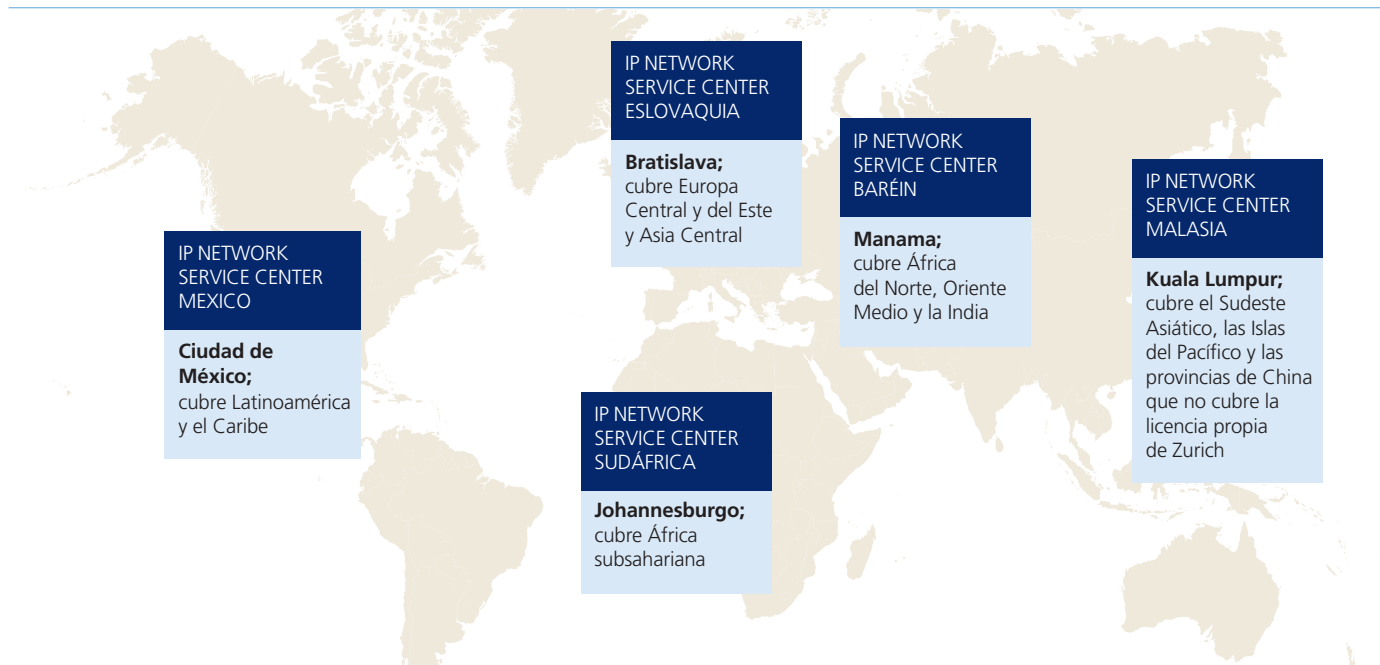 IP NETWORK
SERVICE CENTER
ESLOVAQUIA
Bratislava;
cubre Europa
Central y del Este
y Asia Central
IP NETWORK
SERVICE CENTER
BARÉIN
Manama;
cubre África
del Norte, Oriente
Medio y la India
IP NETWORK
SERVICE CENTER
MALASIA
Kuala Lumpur;
cubre el Sudeste
Asiático, las Islas
del Pacífico y las
provincias de China
que no cubre la
licencia propia
de Zurich
IP NETWORK
SERVICE CENTER
MEXICO
Ciudad de
México;
cubre Latinoamérica
y el Caribe
IP NETWORK
SERVICE CENTER
SUDÁFRICA
Johannesburgo;
cubre África
subsahariana